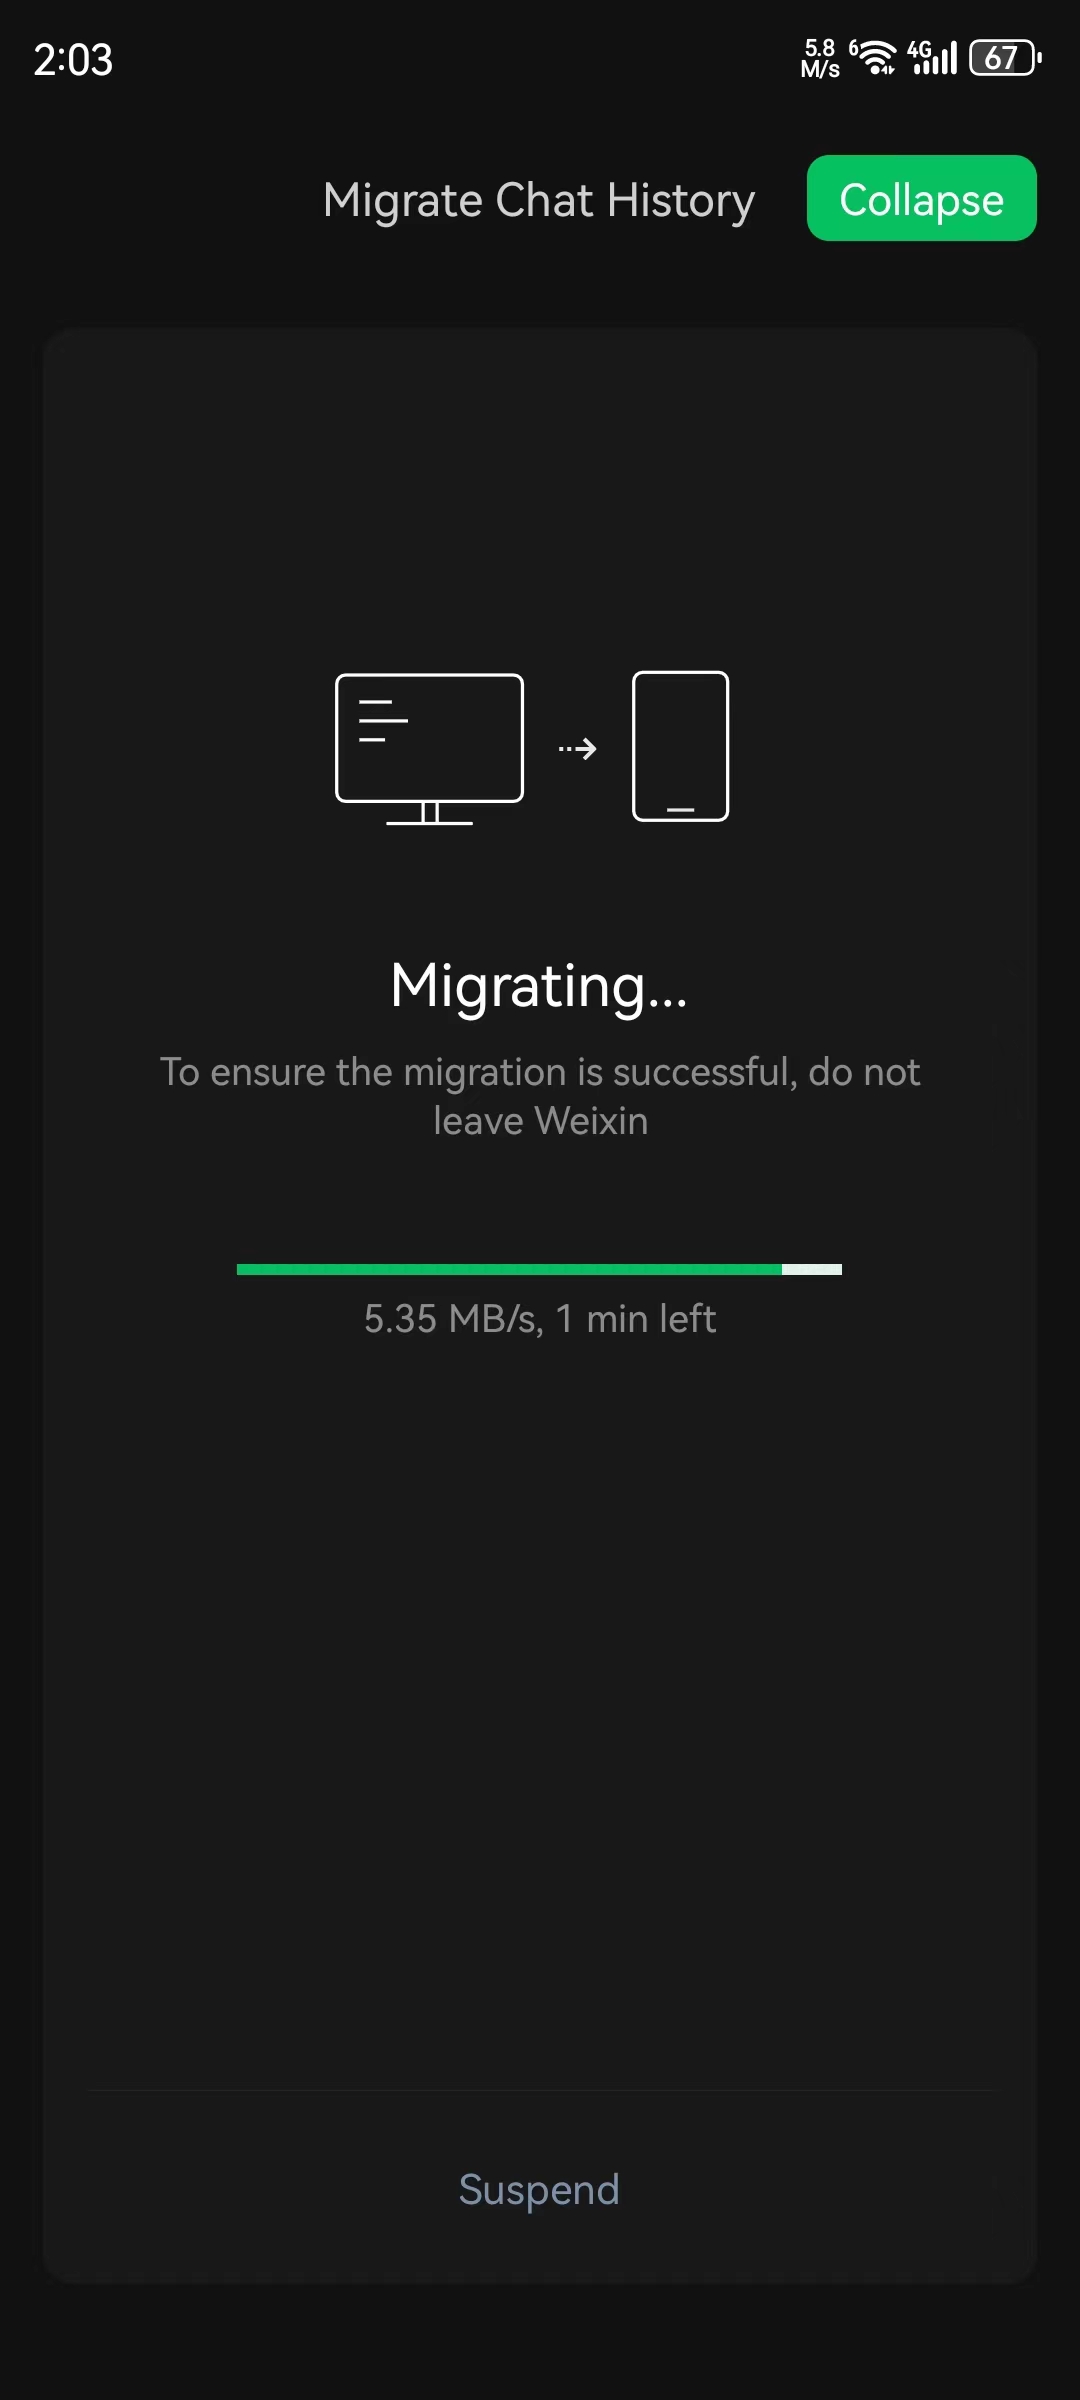 2:03
5.8
M/s
6
4G
67
Migrate Chat History
Collapse
Migrating...
To ensure the migration is successful, do not
leave Weixin
5.35 MB/s, 1 min left
Suspend